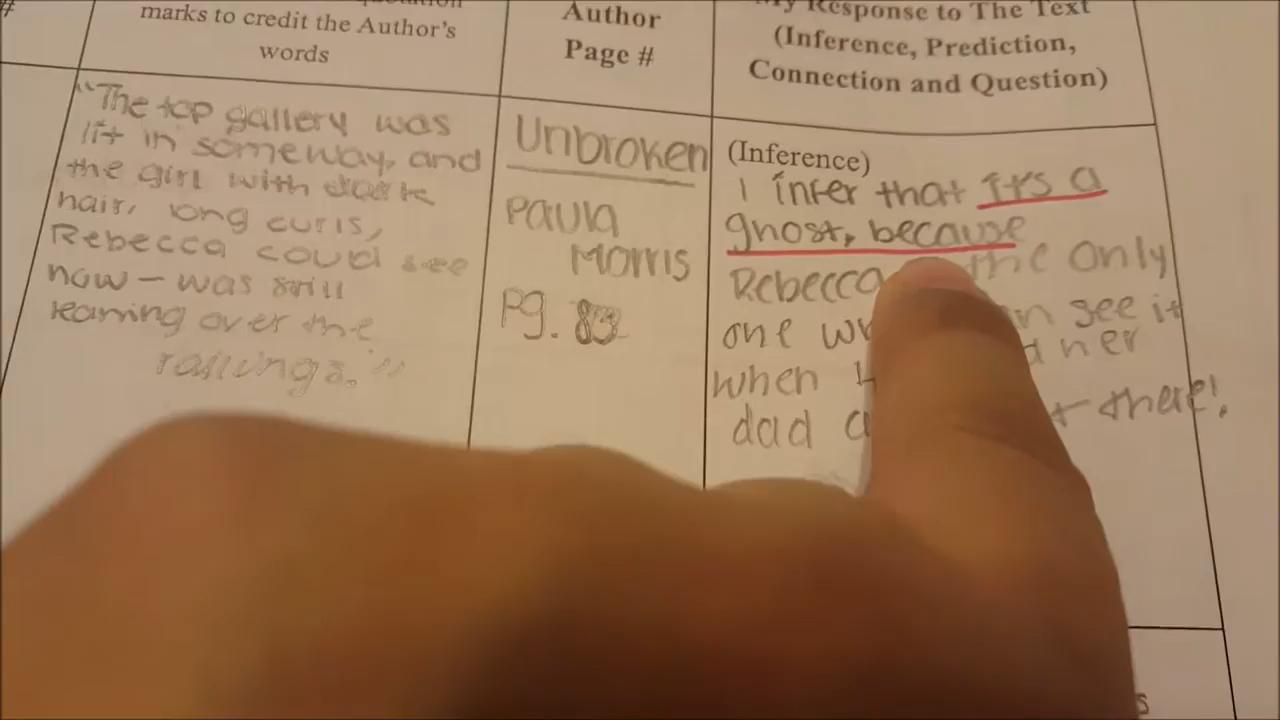 #
marks to credit the Author's
words
Author
Page #
My Response to The Text
(Inference, Prediction,
Connection and Question)
"The top gallery was
lit in someway, and
the girl with dark
hair, long curls,
Rebecca could see
now - was still
leaning over the
railings."
Unbroken
Paula
Morris
Pg. 83
(Inference)
I infer that it's a
ghost, because
Rebecca the only
one see it
when her
dad there!